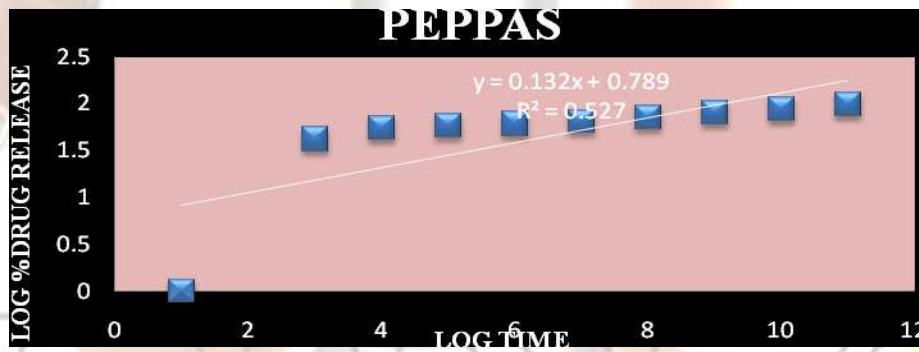 PEPPAS
LOG %DRUG RELEASE
2.5
2
1.5
1
0.5
0
y = 0.132x + 0.789
R² = 0.527
0 2 4 6 8 10 12
LOG TIME